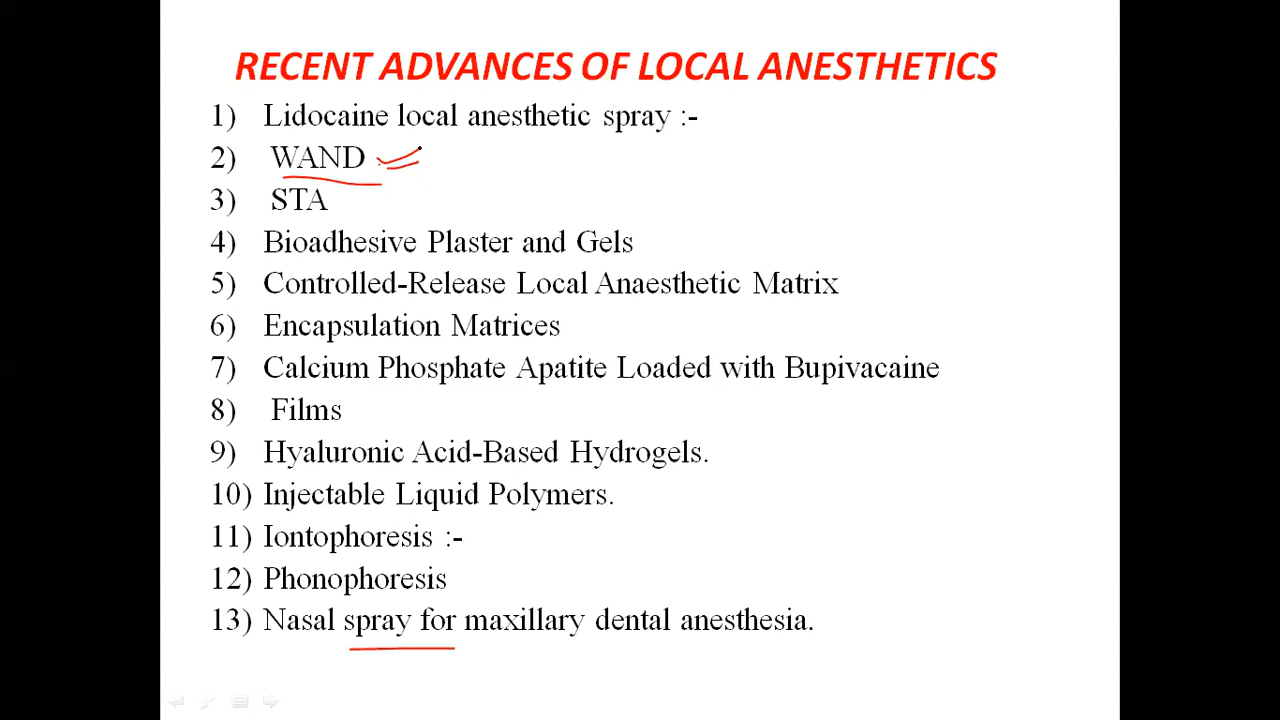 RECENT ADVANCES OF LOCAL ANESTHETICS
1) Lidocaine local anesthetic spray :-
2) WAND
3) STA
4) Bioadhesive Plaster and Gels
5) Controlled-Release Local Anaesthetic Matrix
6) Encapsulation Matrices
7) Calcium Phosphate Apatite Loaded with Bupivacaine
8) Films
9) Hyaluronic Acid-Based Hydrogels.
10) Injectable Liquid Polymers.
11) Iontophoresis :-
12) Phonophoresis
13) Nasal spray for maxillary dental anesthesia.